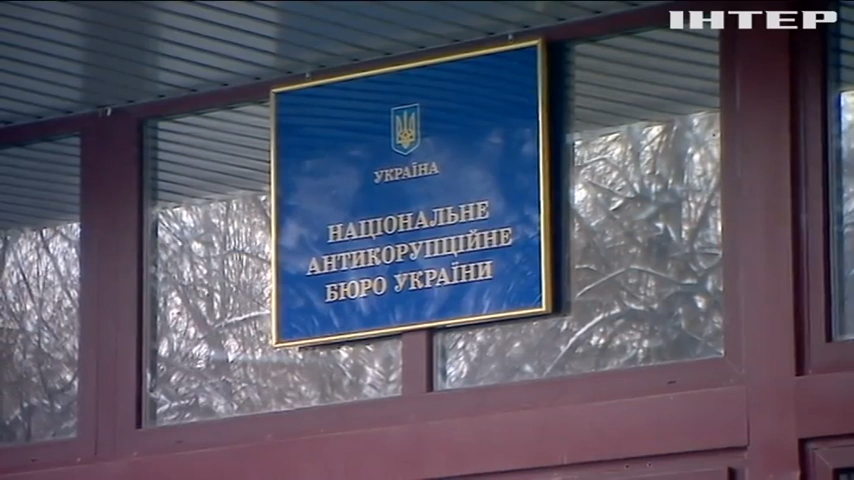 ІНТЕР
УКРАЇНА
НАЦІОНАЛЬНЕ
АНТИКОРУПЦІЙНЕ
БЮРО УКРАЇНИ